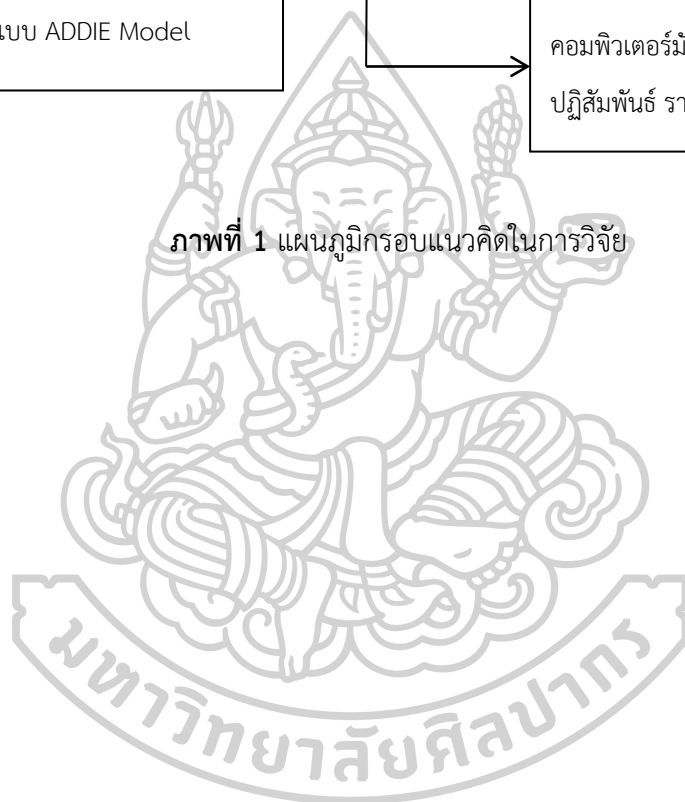 แบบ ADDIE Model
คอมพิวเตอร์มั
ปฏิสัมพันธ์ รา
ภาพที่ 1 แผนภูมิกรอบแนวคิดในการวิจัย
มหาวิทยาลัยศิลปากร